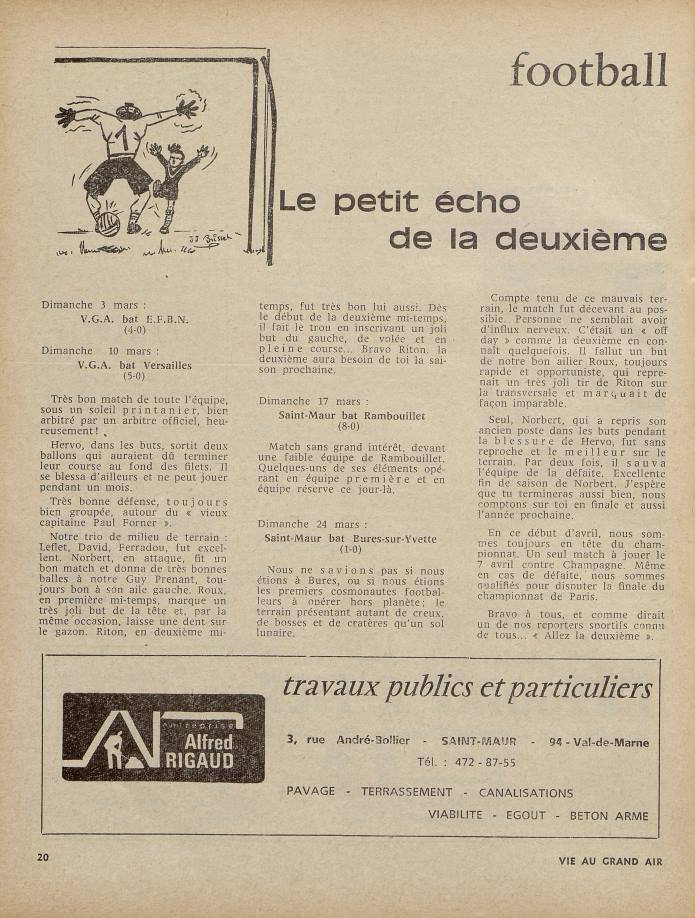 football
1
JJ Brisset
Le petit écho
de la deuxième
Dimanche 3 mars :
V.G.A. bat E.F.B.N.
(4-0)
Dimanche 10 mars :
V.G.A. bat Versailles
(5-0)
Très bon match de toute l'équipe,
sous un soleil printanier, bien
arbitré par un arbitre officiel, heu-
reusement !
Hervo, dans les buts, sortit deux
ballons qui auraient dû terminer
leur course au fond des filets. Il
se blessa d'ailleurs et ne peut jouer
pendant un mois.
Très bonne défense, toujours
bien groupée, autour du « vieux
capitaine Paul Forner ».
Notre trio de milieu de terrain :
Leflet, David, Ferradou, fut excel-
lent. Norbert, en attaque, fit un
bon match et donna de très bonnes
balles à notre Guy Prenant, tou-
jours bon à son aile gauche. Roux,
en première mi-temps, marque un
très joli but de la tête et, par la
même occasion, laisse une dent sur
le gazon. Riton, en deuxième mi-
temps, fut très bon lui aussi. Dès
le début de la deuxième mi-temps,
il fait le trou en inscrivant un joli
but du gauche, de volée et en
pleine course... Bravo Riton, la
deuxième aura besoin de toi la sai-
son prochaine.
Dimanche 17 mars :
Saint-Maur bat Rambouillet
(8-0)
Match sans grand intérêt, devant
une faible équipe de Rambouillet.
Quelques-uns de ses éléments opé-
rant en équipe première et en
équipe réserve ce jour-là.
Dimanche 24 mars :
Saint-Maur bat Bures-sur-Yvette
(1-0)
Nous ne savions pas si nous
étions à Bures, ou si nous étions
les premiers cosmonautes footbal-
leurs à opérer hors planète; le
terrain présentant autant de creux,
de bosses et de cratères qu'un sol
lunaire.
Compte tenu de ce mauvais ter-
rain, le match fut décevant au pos-
sible. Personne ne semblait avoir
d'influx nerveux. C'était un « off
day » comme la deuxième en con-
naît quelquefois. Il fallut un but
de notre bon ailier Roux, toujours
rapide et opportuniste, qui repre-
nait un très joli tir de Riton sur
la transversale et marquait de
façon imparable.
Seul, Norbert, qui a repris son
ancien poste dans les buts pendant
la blessure de Hervo, fut sans
reproche et le meilleur sur le
terrain. Par deux fois, il sauva
l'équipe de la défaite. Excellente
fin de saison de Norbert. J'espère
que tu termineras aussi bien, nous
comptons sur toi en finale et aussi
l'année prochaine.
En ce début d'avril, nous som-
mes toujours en tête du cham-
pionnat. Un seul match à jouer le
7 avril contre Champagne. Même
en cas de défaite, nous sommes
qualifiés pour disputer la finale du
championnat de Paris.
Bravo à tous, et comme dirait
un de nos reporters sportifs connu
de tous... « Allez la deuxième ».
travaux publics et particuliers
entreprise
Alfred
RIGAUD
3, rue André-Bollier - SAINT-MAUR - 94 - Val-de-Marne
Tél. : 472 - 87-55
PAVAGE - TERRASSEMENT - CANALISATIONS
VIABILITE - EGOUT - BETON ARME
20
VIE AU GRAND AIR